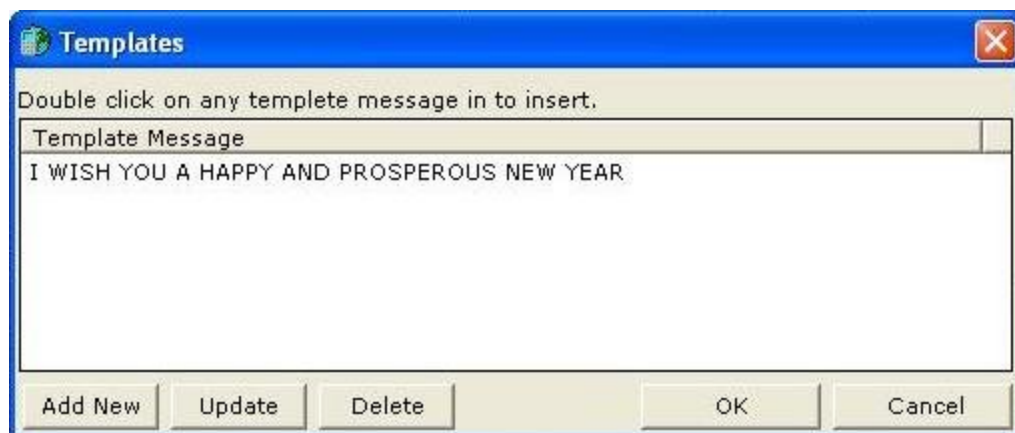 Templates
Double click on any templete message in to insert.
Template Message
I WISH YOU A HAPPY AND PROSPEROUS NEW YEAR
Add New Update Delete OK Cancel